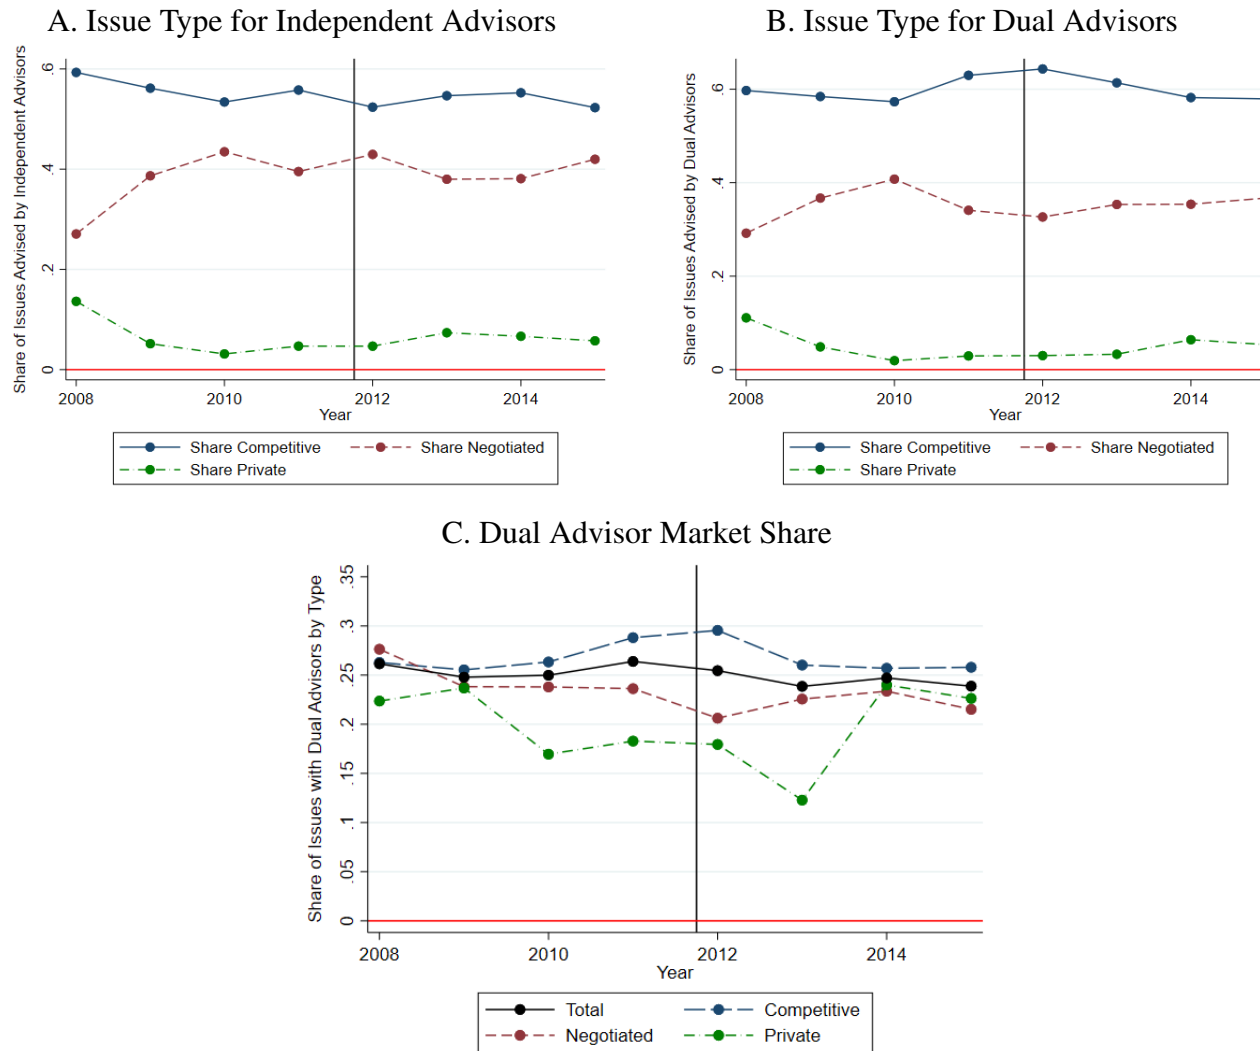 A. Issue Type for Independent Advisors
Share of Issues Advised by Independent Advisors
.6
.4
.2
0
2008 2010 2012 2014
Year
Share Competitive Share Negotiated
Share Private
B. Issue Type for Dual Advisors
Share of Issues Advised by Dual Advisors
.6
.4
.2
0
2008 2010 2012 2014
Year
Share Competitive Share Negotiated
Share Private
C. Dual Advisor Market Share
Share of Issues with Dual Advisors by Type
.35
.3
.25
.2
.15
.1
.05
0
2008 2010 2012 2014
Year
Total Competitive
Negotiated Private